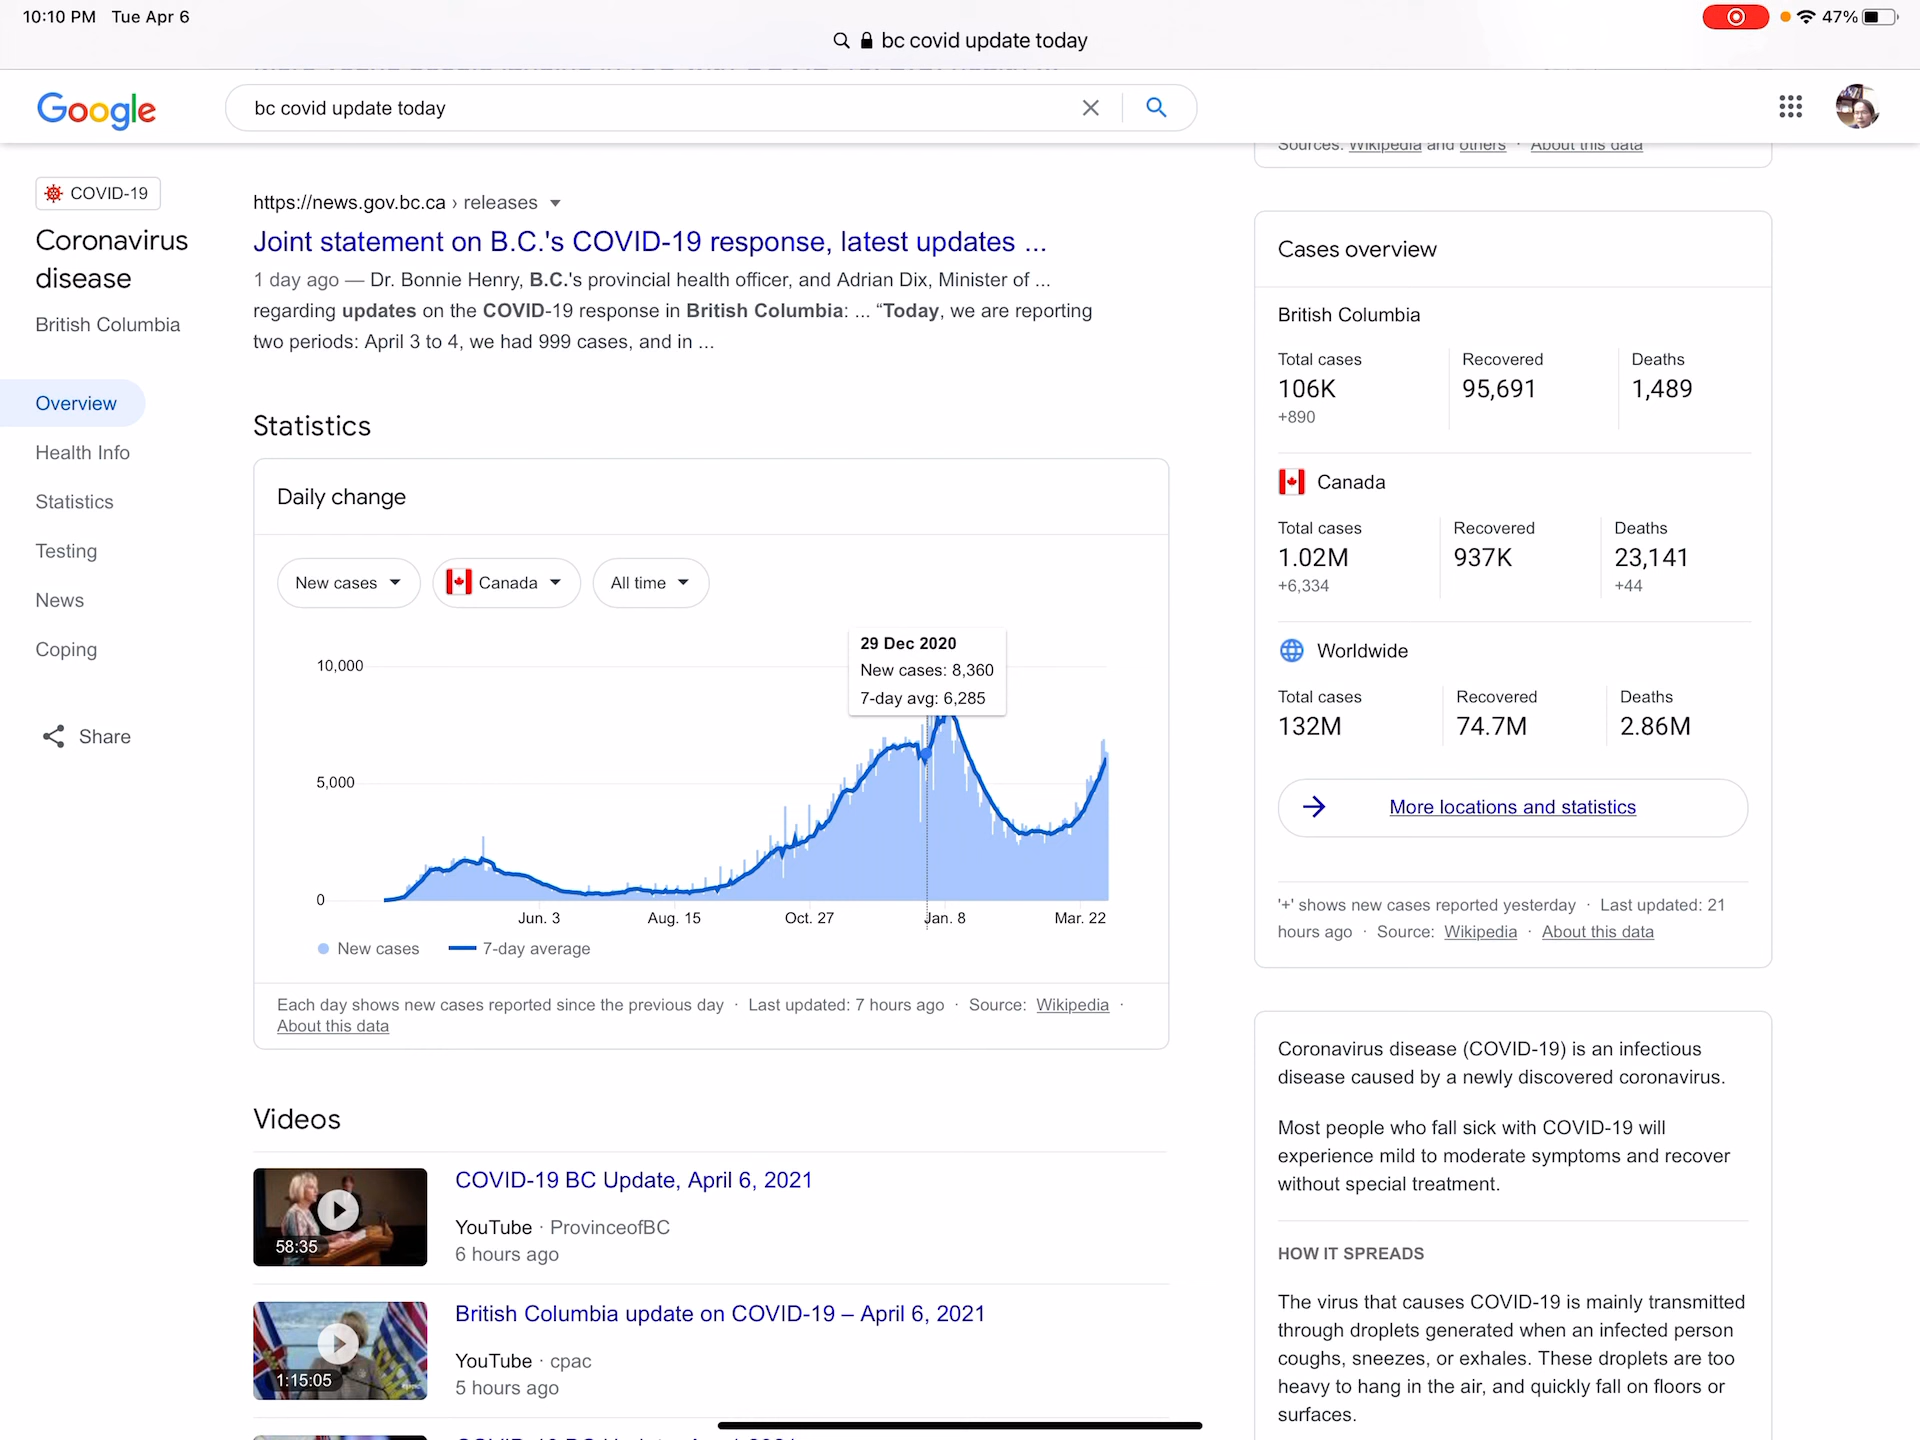 10:10 PM Tue Apr 6
47%
bc covid update today
Google
bc covid update today
Sources: Wikipedia and others · About this data
COVID-19
Coronavirus
disease
British Columbia
Overview
Health Info
Statistics
Testing
News
Coping
Share
https://news.gov.bc.ca › releases
Joint statement on B.C.'s COVID-19 response, latest updates ...
1 day ago — Dr. Bonnie Henry, B.C.'s provincial health officer, and Adrian Dix, Minister of ...
regarding updates on the COVID-19 response in British Columbia: ... “Today, we are reporting
two periods: April 3 to 4, we had 999 cases, and in ...
Statistics
Daily change
New cases
Canada
All time
29 Dec 2020
New cases: 8,360
7-day avg: 6,285
10,000
5,000
0
Jun. 3
Aug. 15
Oct. 27
Jan. 8
Mar. 22
New cases
7-day average
Each day shows new cases reported since the previous day · Last updated: 7 hours ago · Source: Wikipedia ·
About this data
Videos
58:35
COVID-19 BC Update, April 6, 2021
YouTube · ProvinceofBC
6 hours ago
1:15:05
British Columbia update on COVID-19 – April 6, 2021
YouTube · cpac
5 hours ago
Cases overview
British Columbia
Total cases
106K
+890
Recovered
95,691
Deaths
1,489
Canada
Total cases
1.02M
+6,334
Recovered
937K
Deaths
23,141
+44
Worldwide
Total cases
132M
Recovered
74.7M
Deaths
2.86M
More locations and statistics
'+' shows new cases reported yesterday · Last updated: 21
hours ago · Source: Wikipedia · About this data
Coronavirus disease (COVID-19) is an infectious
disease caused by a newly discovered coronavirus.
Most people who fall sick with COVID-19 will
experience mild to moderate symptoms and recover
without special treatment.
HOW IT SPREADS
The virus that causes COVID-19 is mainly transmitted
through droplets generated when an infected person
coughs, sneezes, or exhales. These droplets are too
heavy to hang in the air, and quickly fall on floors or
surfaces.